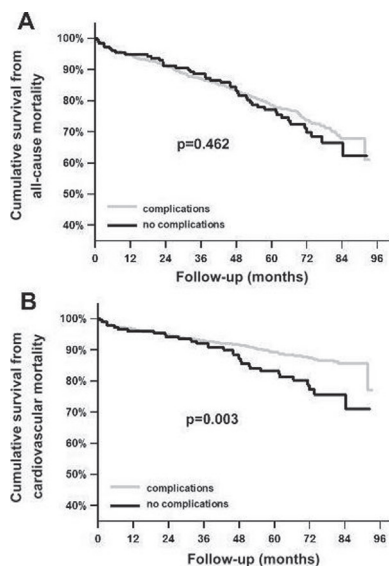 A
Cumulative survival from
all-cause mortality
100%
90%
80%
70%
60%
50%
40%
p=0.462
complications
no complications
0 12 24 36 48 60 72 84 96
Follow-up (months)
B
Cumulative survival from
cardiovascular mortality
100%
90%
80%
70%
60%
50%
40%
p=0.003
complications
no complications
0 12 24 36 48 60 72 84 96
Follow-up (months)